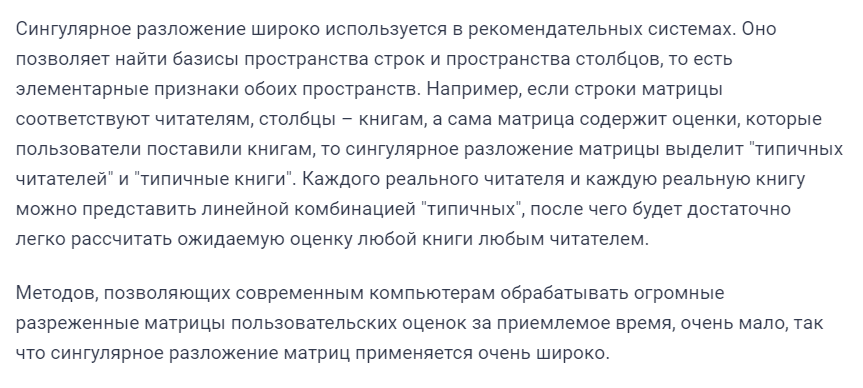 Сингулярное разложение широко используется в рекомендательных системах. Оно
позволяет найти базисы пространства строк и пространства столбцов, то есть
элементарные признаки обоих пространств. Например, если строки матрицы
соответствуют читателям, столбцы – книгам, а сама матрица содержит оценки, которые
пользователи поставили книгам, то сингулярное разложение матрицы выделит "типичных
читателей" и "типичные книги". Каждого реального читателя и каждую реальную книгу
можно представить линейной комбинацией "типичных", после чего будет достаточно
легко рассчитать ожидаемую оценку любой книги любым читателем.
Методов, позволяющих современным компьютерам обрабатывать огромные
разреженные матрицы пользовательских оценок за приемлемое время, очень мало, так
что сингулярное разложение матриц применяется очень широко.